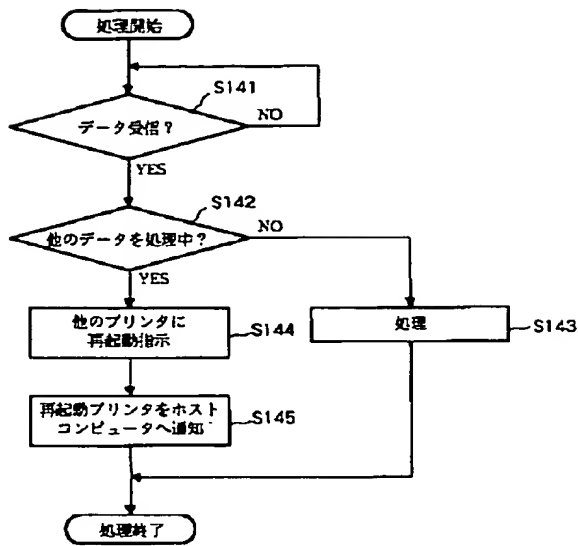 処理開始
S141
データ受信？
NO
YES
S142
他のデータを処理中？
NO
YES
他のプリンタに
再起動指示
S144
処理
S143
再起動プリンタをホスト
コンピュータへ通知
S145
処理終了